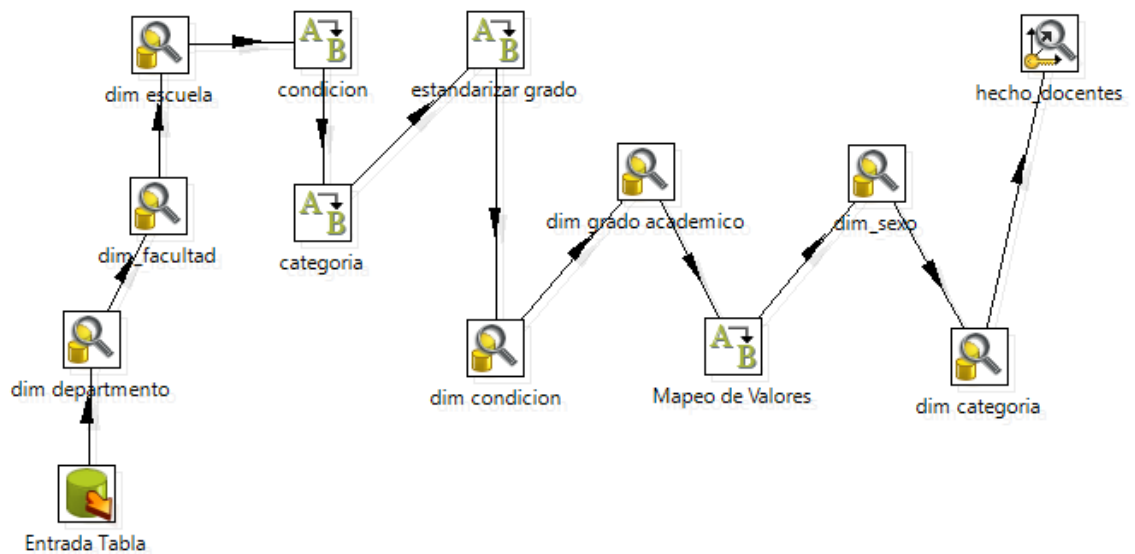 dim escuela
condicion
estandarizar grado
hecho_docentes
dim_facultad
categoria
dim grado academico
dim_sexo
dim departmento
dim condicion
Mapeo de Valores
dim categoria
Entrada Tabla